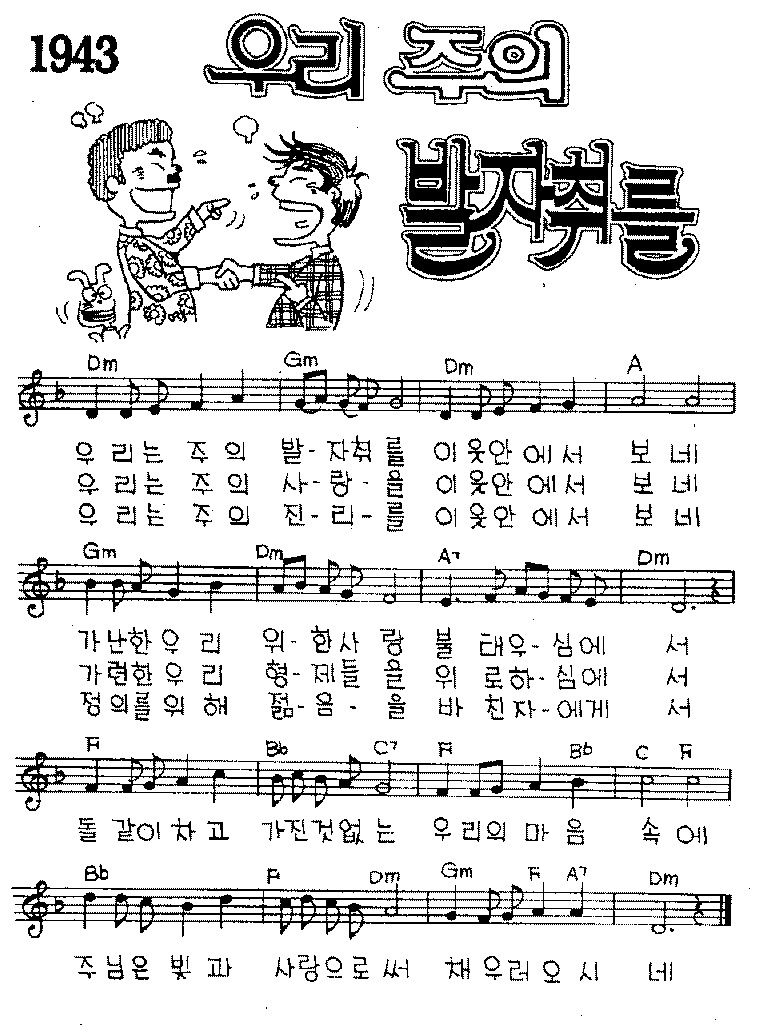 1943
우리 주의
발자취를
Dm Gm Dm A
우리는 주의 발-자취를 이웃안에서 보네
우리는 주의 사-랑-을 이웃안에서 보네
우리는 주의 진-리-를 이웃안에서 보네
Gm Dm A7 Dm
가난한우리 위-한사랑 불태우-심에 서
가련한우리 형-제들을 위로하-심에 서
정의를위해 젊-음-을 바친자-에게 서
F Bb C7 F Bb C F
돌같이차고 가진것없는 우리의마음 속에
Bb F Dm Gm F A7 Dm
주님은빛과 사랑으로써 채우러오시 네